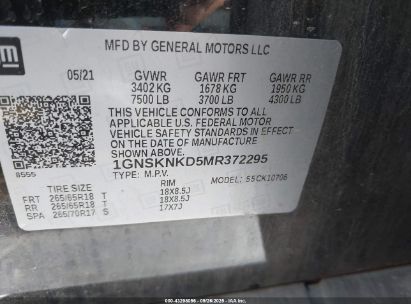 GM
MFD BY GENERAL MOTORS LLC
05/21 GVWR GAWR FRT GAWR RR
3402 KG 1678 KG 1950 KG
7500 LB 3700 LB 4300 LB
THIS VEHICLE CONFORMS TO ALL
APPLICABLE U.S. FEDERAL MOTOR
VEHICLE SAFETY STANDARDS IN
EFFECT ON THE DATE OF
MANUFACTURE SHOWN ABOVE.
1GNSKNKD5MR372295
TYPE: M.P.V. 55CK10706
TIRE SIZE RIM
FRT 265/65R18 T 18X8.5J
RR 265/65R18 T 18X8.5J
SPA 265/70R17 S 17X7J